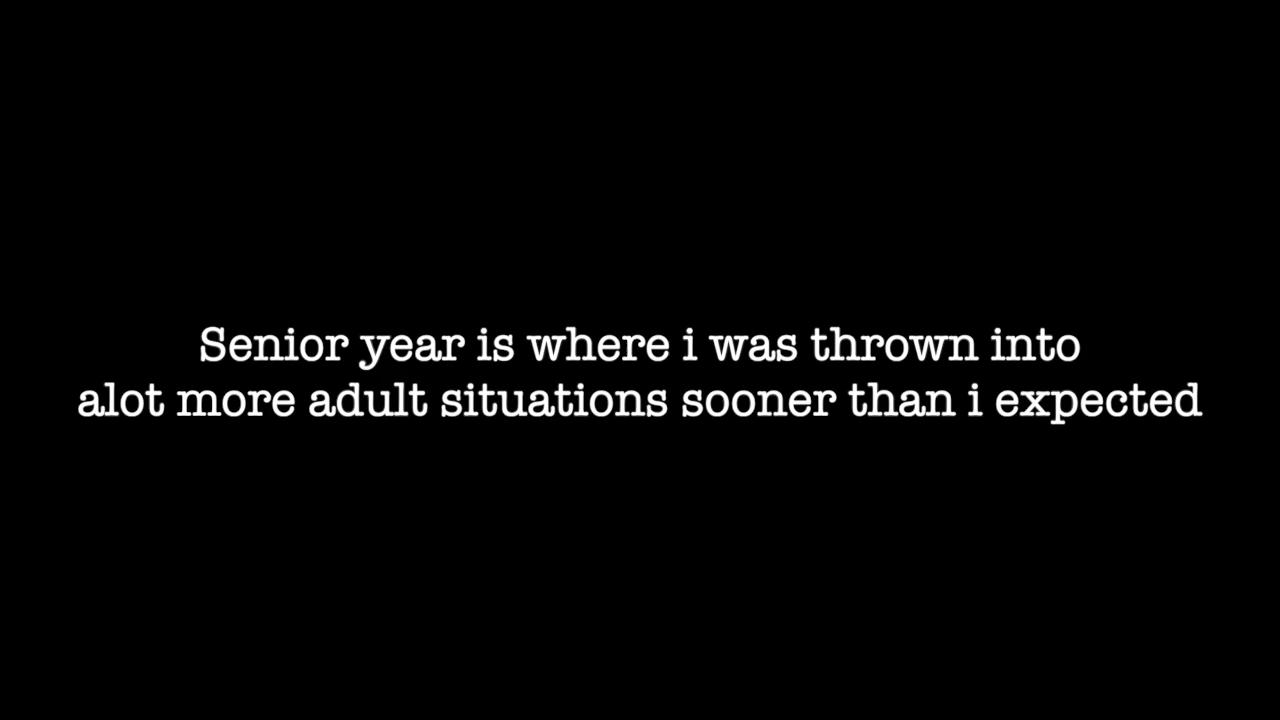 Senior year is where i was thrown into
alot more adult situations sooner than i expected